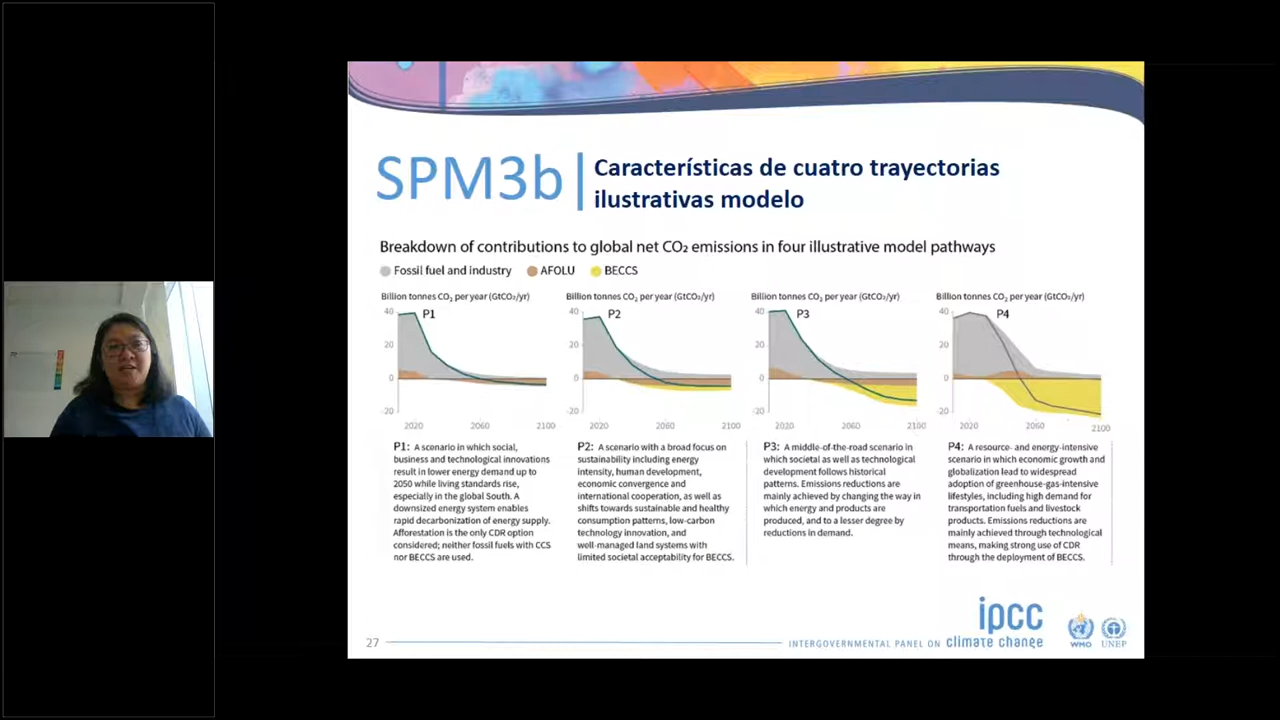 SPM3b
Características de cuatro trayectorias
ilustrativas modelo
Breakdown of contributions to global net CO₂ emissions in four illustrative model pathways
Fossil fuel and industry AFOLU BECCS
Billion tonnes CO₂ per year (GtCO₂/yr)
40
P1
20
0
-20
2020 2060 2100
Billion tonnes CO₂ per year (GtCO₂/yr)
40
P2
20
0
-20
2020 2060 2100
Billion tonnes CO₂ per year (GtCO₂/yr)
40
P3
20
0
-20
2020 2060 2100
Billion tonnes CO₂ per year (GtCO₂/yr)
40
P4
20
0
-20
2020 2060 2100
P1: A scenario in which social,
business and technological innovations
result in lower energy demand up to
2050 while living standards rise,
especially in the global South. A
downsized energy system enables
rapid decarbonization of energy supply.
Afforestation is the only CDR option
considered; neither fossil fuels with CCS
nor BECCS are used.
P2: A scenario with a broad focus on
sustainability including energy
intensity, human development,
economic convergence and
international cooperation, as well as
shifts towards sustainable and healthy
consumption patterns, low-carbon
technology innovation, and
well-managed land systems with
limited societal acceptability for BECCS.
P3: A middle-of-the-road scenario in
which societal as well as technological
development follows historical
patterns. Emissions reductions are
mainly achieved by changing the way in
which energy and products are
produced, and to a lesser degree by
reductions in demand.
P4: A resource- and energy-intensive
scenario in which economic growth and
globalization lead to widespread
adoption of greenhouse-gas-intensive
lifestyles, including high demand for
transportation fuels and livestock
products. Emissions reductions are
mainly achieved through technological
means, making strong use of CDR
through the deployment of BECCS.
27
ipcc
INTERGOVERNMENTAL PANEL ON climate change
WMO UNEP